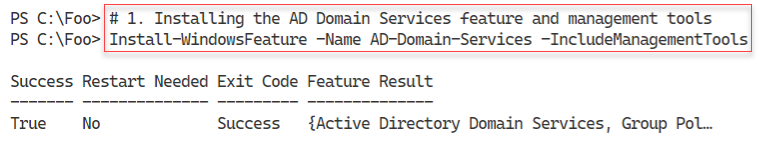 PS C:\Foo> # 1. Installing the AD Domain Services feature and management tools
PS C:\Foo> Install-WindowsFeature -Name AD-Domain-Services -IncludeManagementTools
Success Restart Needed Exit Code Feature Result
------- -------------- --------- --------------
True    No             Success   {Active Directory Domain Services, Group Pol…